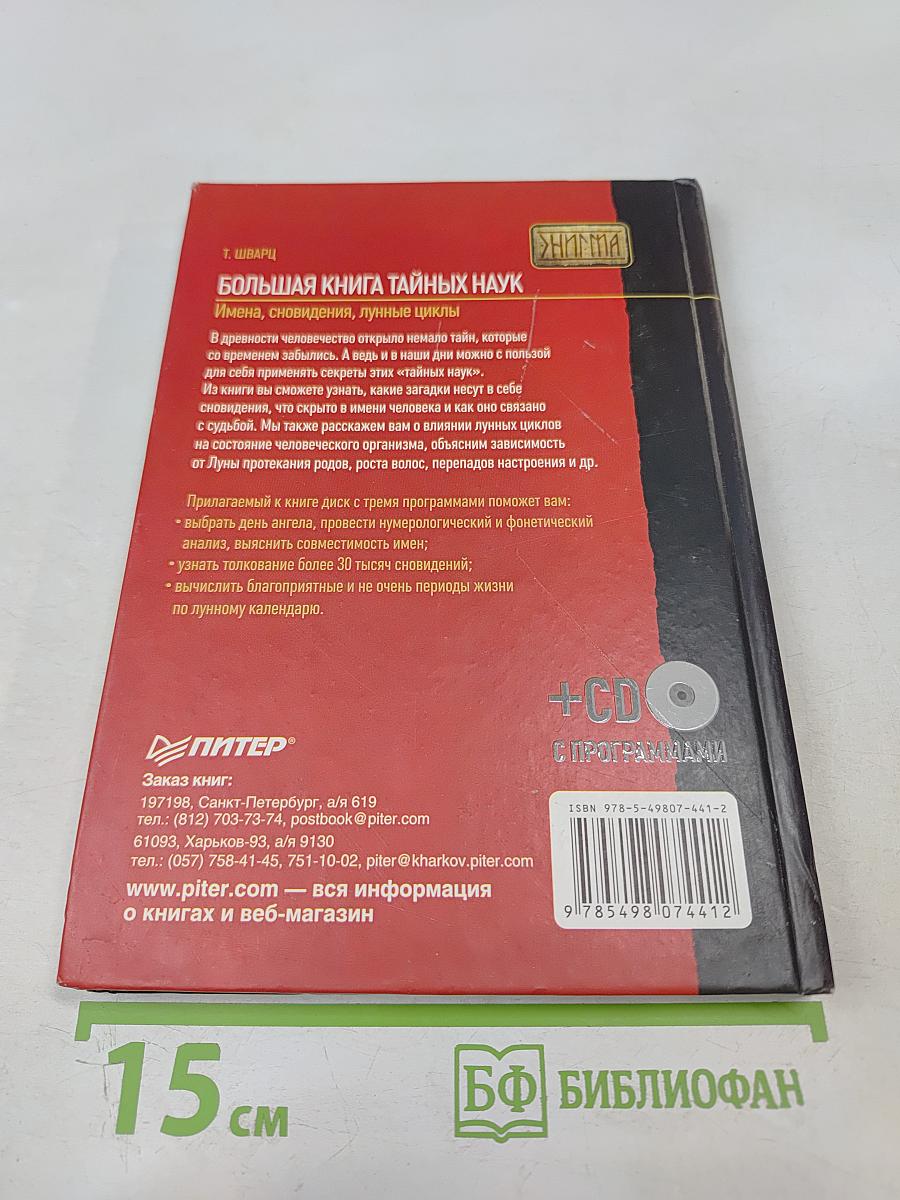 Т. ШВАРЦ
ЭНИГМА
БОЛЬШАЯ КНИГА ТАЙНЫХ НАУК
Имена, сновидения, лунные циклы
В древности человечество открыло немало тайн, которые
со временем забылись. А ведь и в наши дни можно с пользой
для себя применять секреты этих «тайных наук».
Из книги вы сможете узнать, какие загадки несут в себе
сновидения, что скрыто в имени человека и как оно связано
с судьбой. Мы также расскажем вам о влиянии лунных циклов
на состояние человеческого организма, объясним зависимость
от Луны протекания родов, роста волос, перепадов настроения и др.
Прилагаемый к книге диск с тремя программами поможет вам:
• выбрать день ангела, провести нумерологический и фонетический
анализ, выяснить совместимость имен;
• узнать толкование более 30 тысяч сновидений;
• вычислить благоприятные и не очень периоды жизни
по лунному календарю.
+CD
С ПРОГРАММАМИ
ПИТЕР®
Заказ книг:
197198, Санкт-Петербург, а/я 619
тел.: (812) 703-73-74, postbook@piter.com
61093, Харьков-93, а/я 9130
тел.: (057) 758-41-45, 751-10-02, piter@kharkov.piter.com
www.piter.com — вся информация
о книгах и веб-магазин
ISBN 978-5-49807-441-2
9 785498 074412
15 см
БФ БИБЛИОФАН